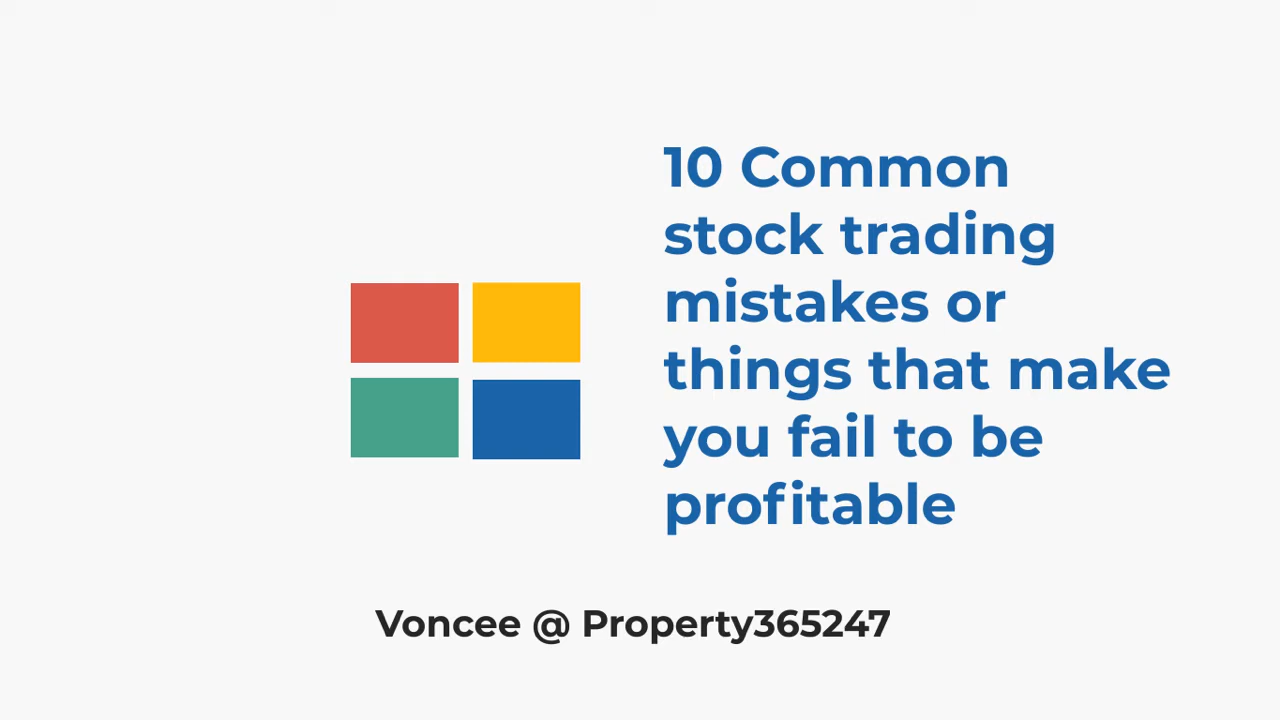 10 Common
stock trading
mistakes or
things that make
you fail to be
profitable
Voncee @ Property365247